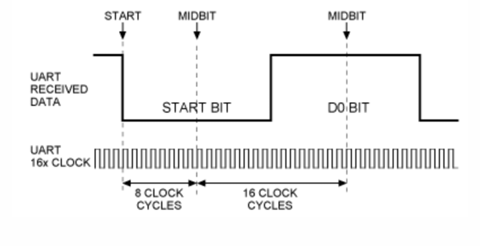 START MIDBIT MIDBIT
UART
RECEIVED
DATA
START BIT D0 BIT
UART
16x CLOCK
8 CLOCK
CYCLES
16 CLOCK
CYCLES